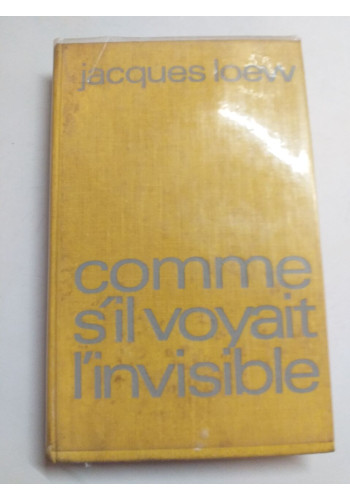 jacques loew
comme
s'il voyait
l'invisible